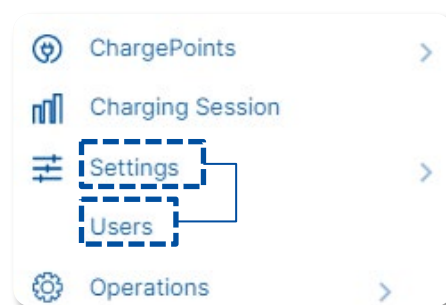 ChargePoints
Charging Session
Settings
Users
Operations